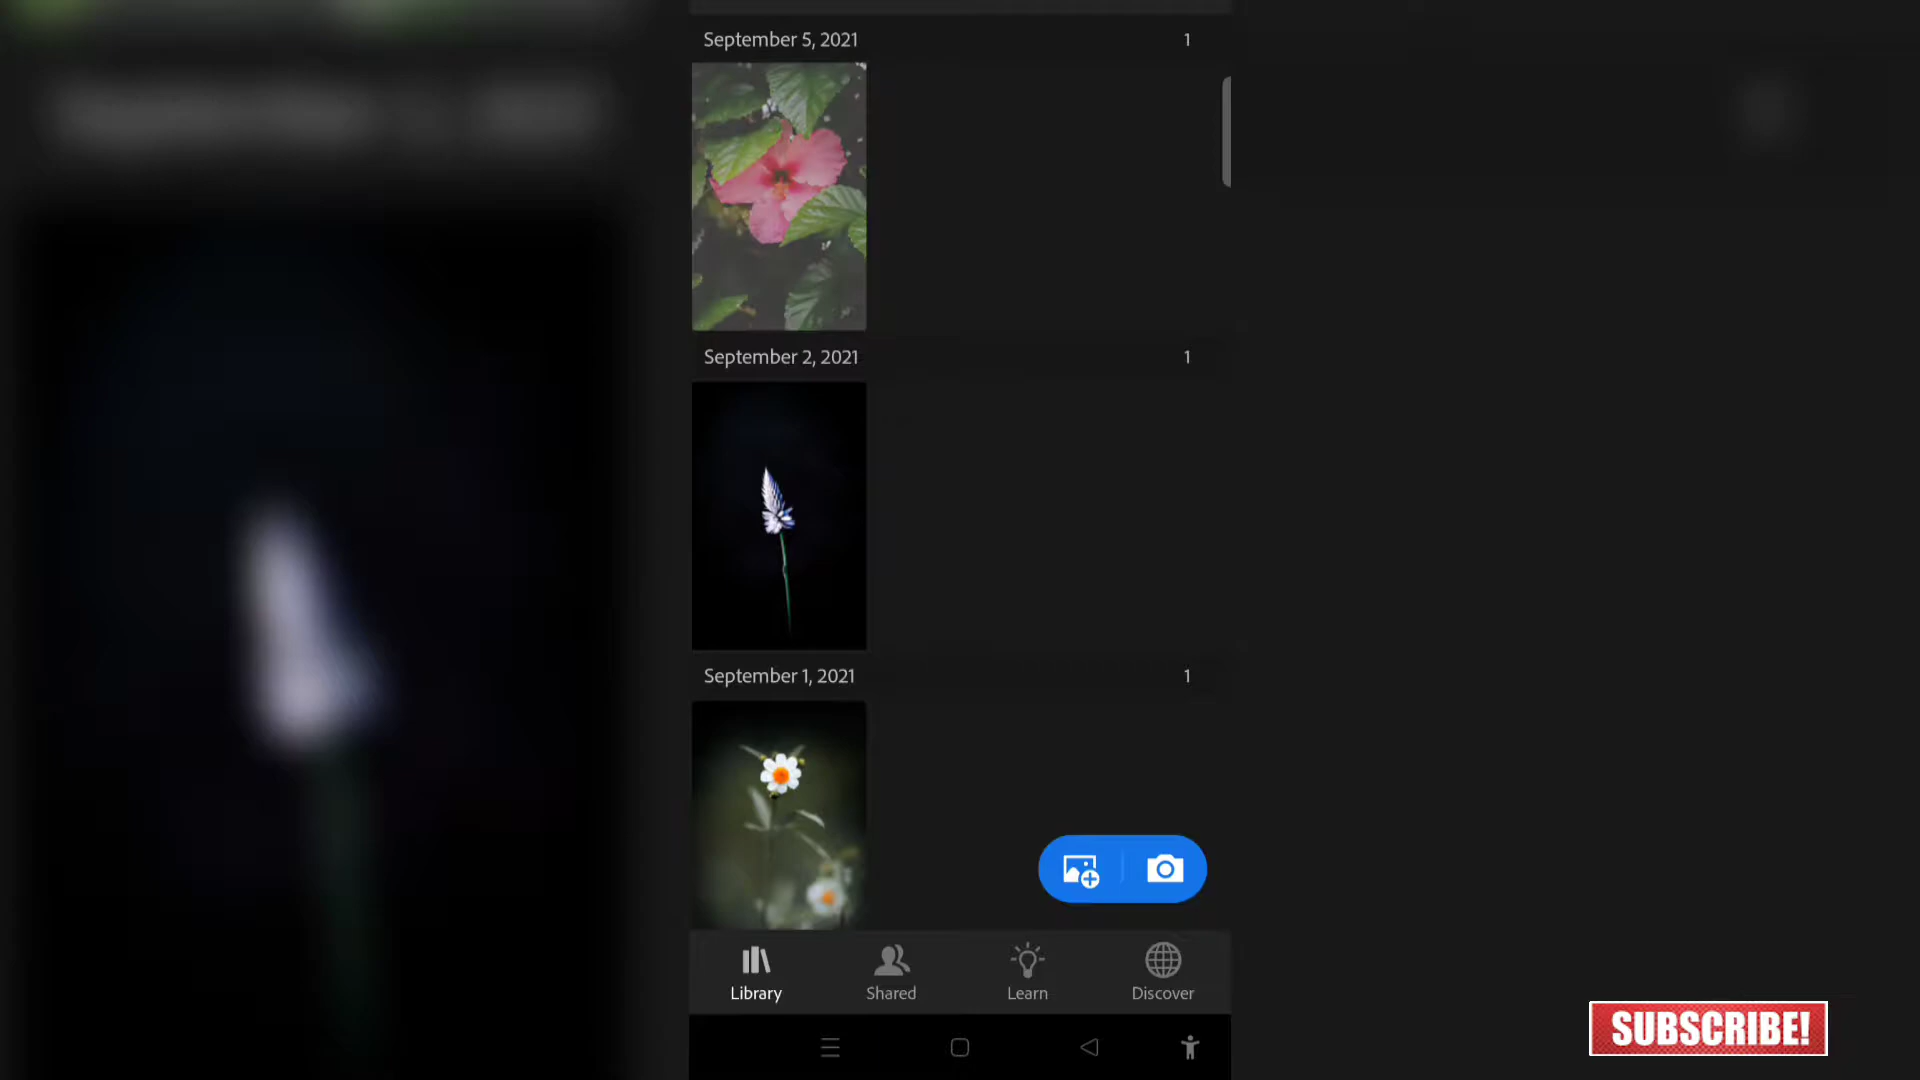 September 5, 2021 1
September 2, 2021 1
September 1, 2021 1
Library Shared Learn Discover
SUBSCRIBE!